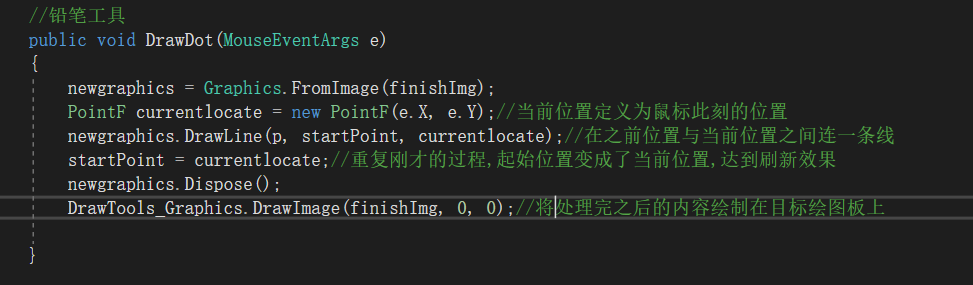 //铅笔工具
public void DrawDot(MouseEventArgs e)
{
newgraphics = Graphics.FromImage(finishImg);
PointF currentlocate = new PointF(e.X, e.Y);//当前位置定义为鼠标此刻的位置
newgraphics.DrawLine(p, startPoint, currentlocate);//在之前位置与当前位置之间连一条线
startPoint = currentlocate;//重复刚才的过程,起始位置变成了当前位置,达到刷新效果
newgraphics.Dispose();
DrawTools_Graphics.DrawImage(finishImg, 0, 0);//将处理完之后的内容绘制在目标绘图板上
}